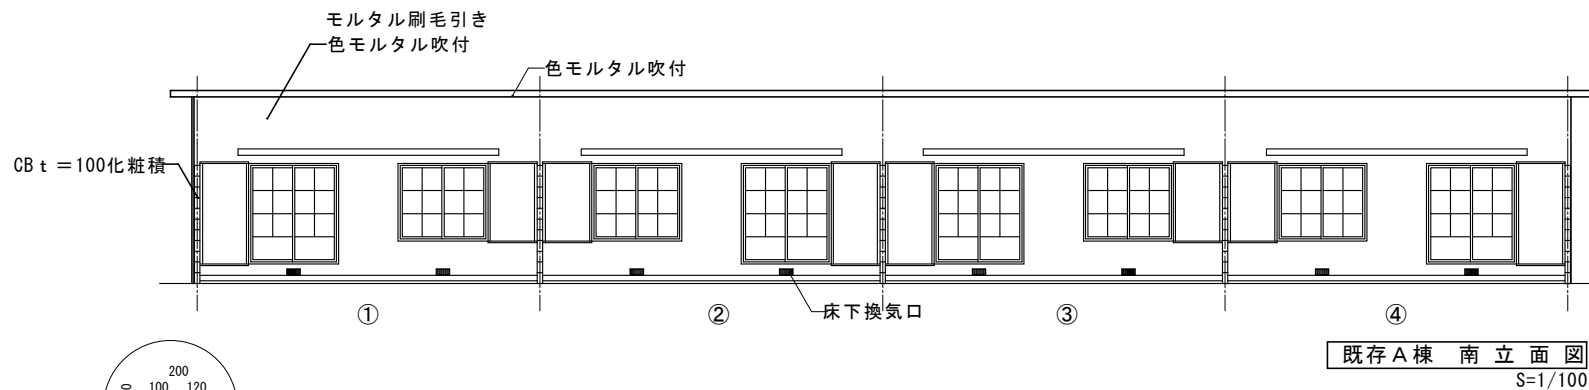 モルタル刷毛引き
色モルタル吹付
色モルタル吹付
CBt=100化粧積
床下換気口
① ② ③ ④
既存A棟 南立面図
S=1/100
200
100 120